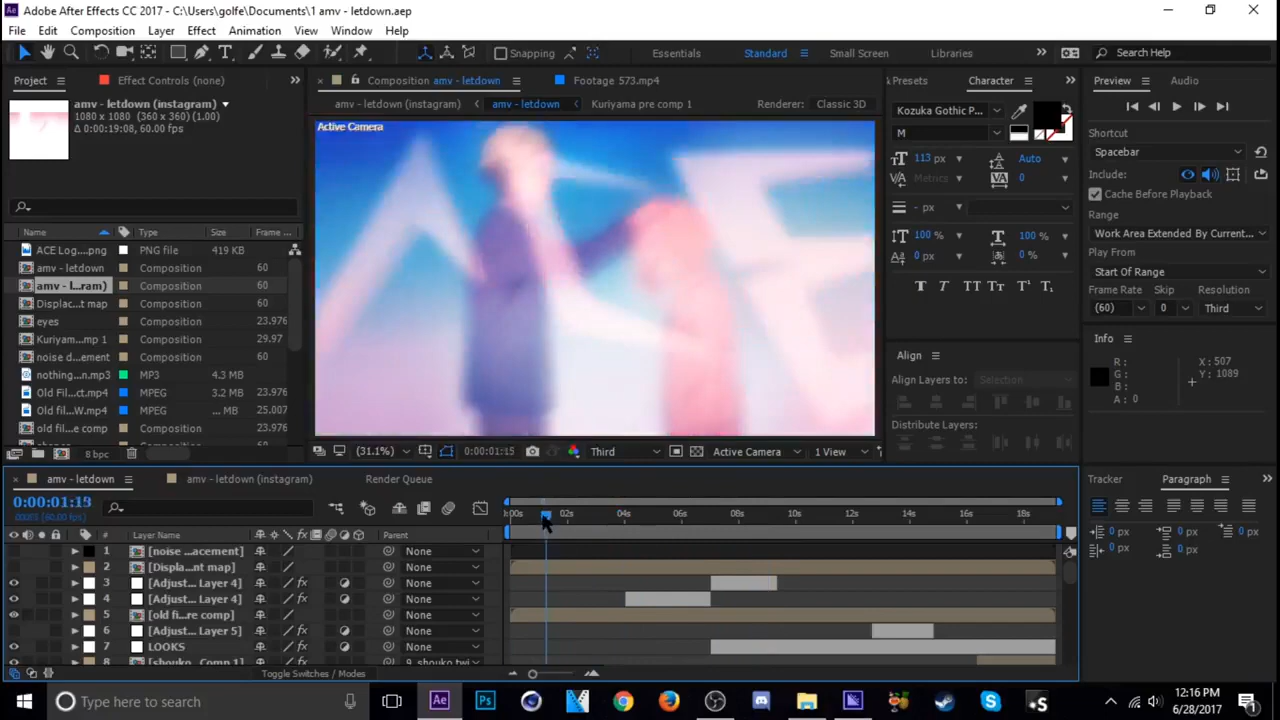 Adobe After Effects CC 2017 - C:\Users\golfe\Documents\1 amv - letdown.aep
File Edit Composition Layer Effect Animation View Window Help
Snapping Essentials Standard Small Screen Libraries Search Help
Project Effect Controls (none) Composition amv - letdown Footage 573.mp4 Presets Character Preview Audio
amv - letdown (instagram)
1080 x 1080 (360 x 360) (1.00)
Δ 0:00:19:08, 60.00 fps
amv - letdown (instagram) amv - letdown Kuriyama pre comp 1 Renderer: Classic 3D
Active Camera
Kozuka Gothic P...
M
113 px Auto
Metrics 0
- px
100 % 100 %
0 px 0 %
Shortcut
Spacebar
Include:
Cache Before Playback
Range
Work Area Extended By Current...
Play From
Start Of Range
Frame Rate Skip Resolution
(60) 0 Third
Info
R :
G :
B :
A : 0
X : 507
Y : 1089
Align
Align Layers to: Selection
Distribute Layers:
Name Type Size Frame ...
ACE Log....png PNG file 419 KB
amv - letdown Composition 60
amv - l...ram) Composition 60
Displac...t map Composition 60
eyes Composition 23.976
Kuriyam...mp 1 Composition 29.97
noise d...ement Composition 60
nothing...n.mp3 MP3 4.3 MB
Old Fil...ct.mp4 MPEG 3.2 MB 23.976
Old fil...W.mp4 MPEG ... MB 25.007
old fil...e comp Composition 23.976
8 bpc
(31.1%) 0:00:01:15 Third Active Camera 1 View
amv - letdown amv - letdown (instagram) Render Queue
Tracker Paragraph
0 px 0 px 0 px
0 px 0 px
:00s 02s 04s 06s 08s 10s 12s 14s 16s 18s
# Layer Name Parent
1 [noise ...acement] None
2 [Displa...nt map] None
3 [Adjust... Layer 4] None
4 [Adjust... Layer 4] None
5 [old fi...re comp] None
6 [Adjust... Layer 5] None
7 LOOKS None
8 [shouko Comp 1] 9. shouko twi
Toggle Switches / Modes
Type here to search
12:16 PM
6/28/2017